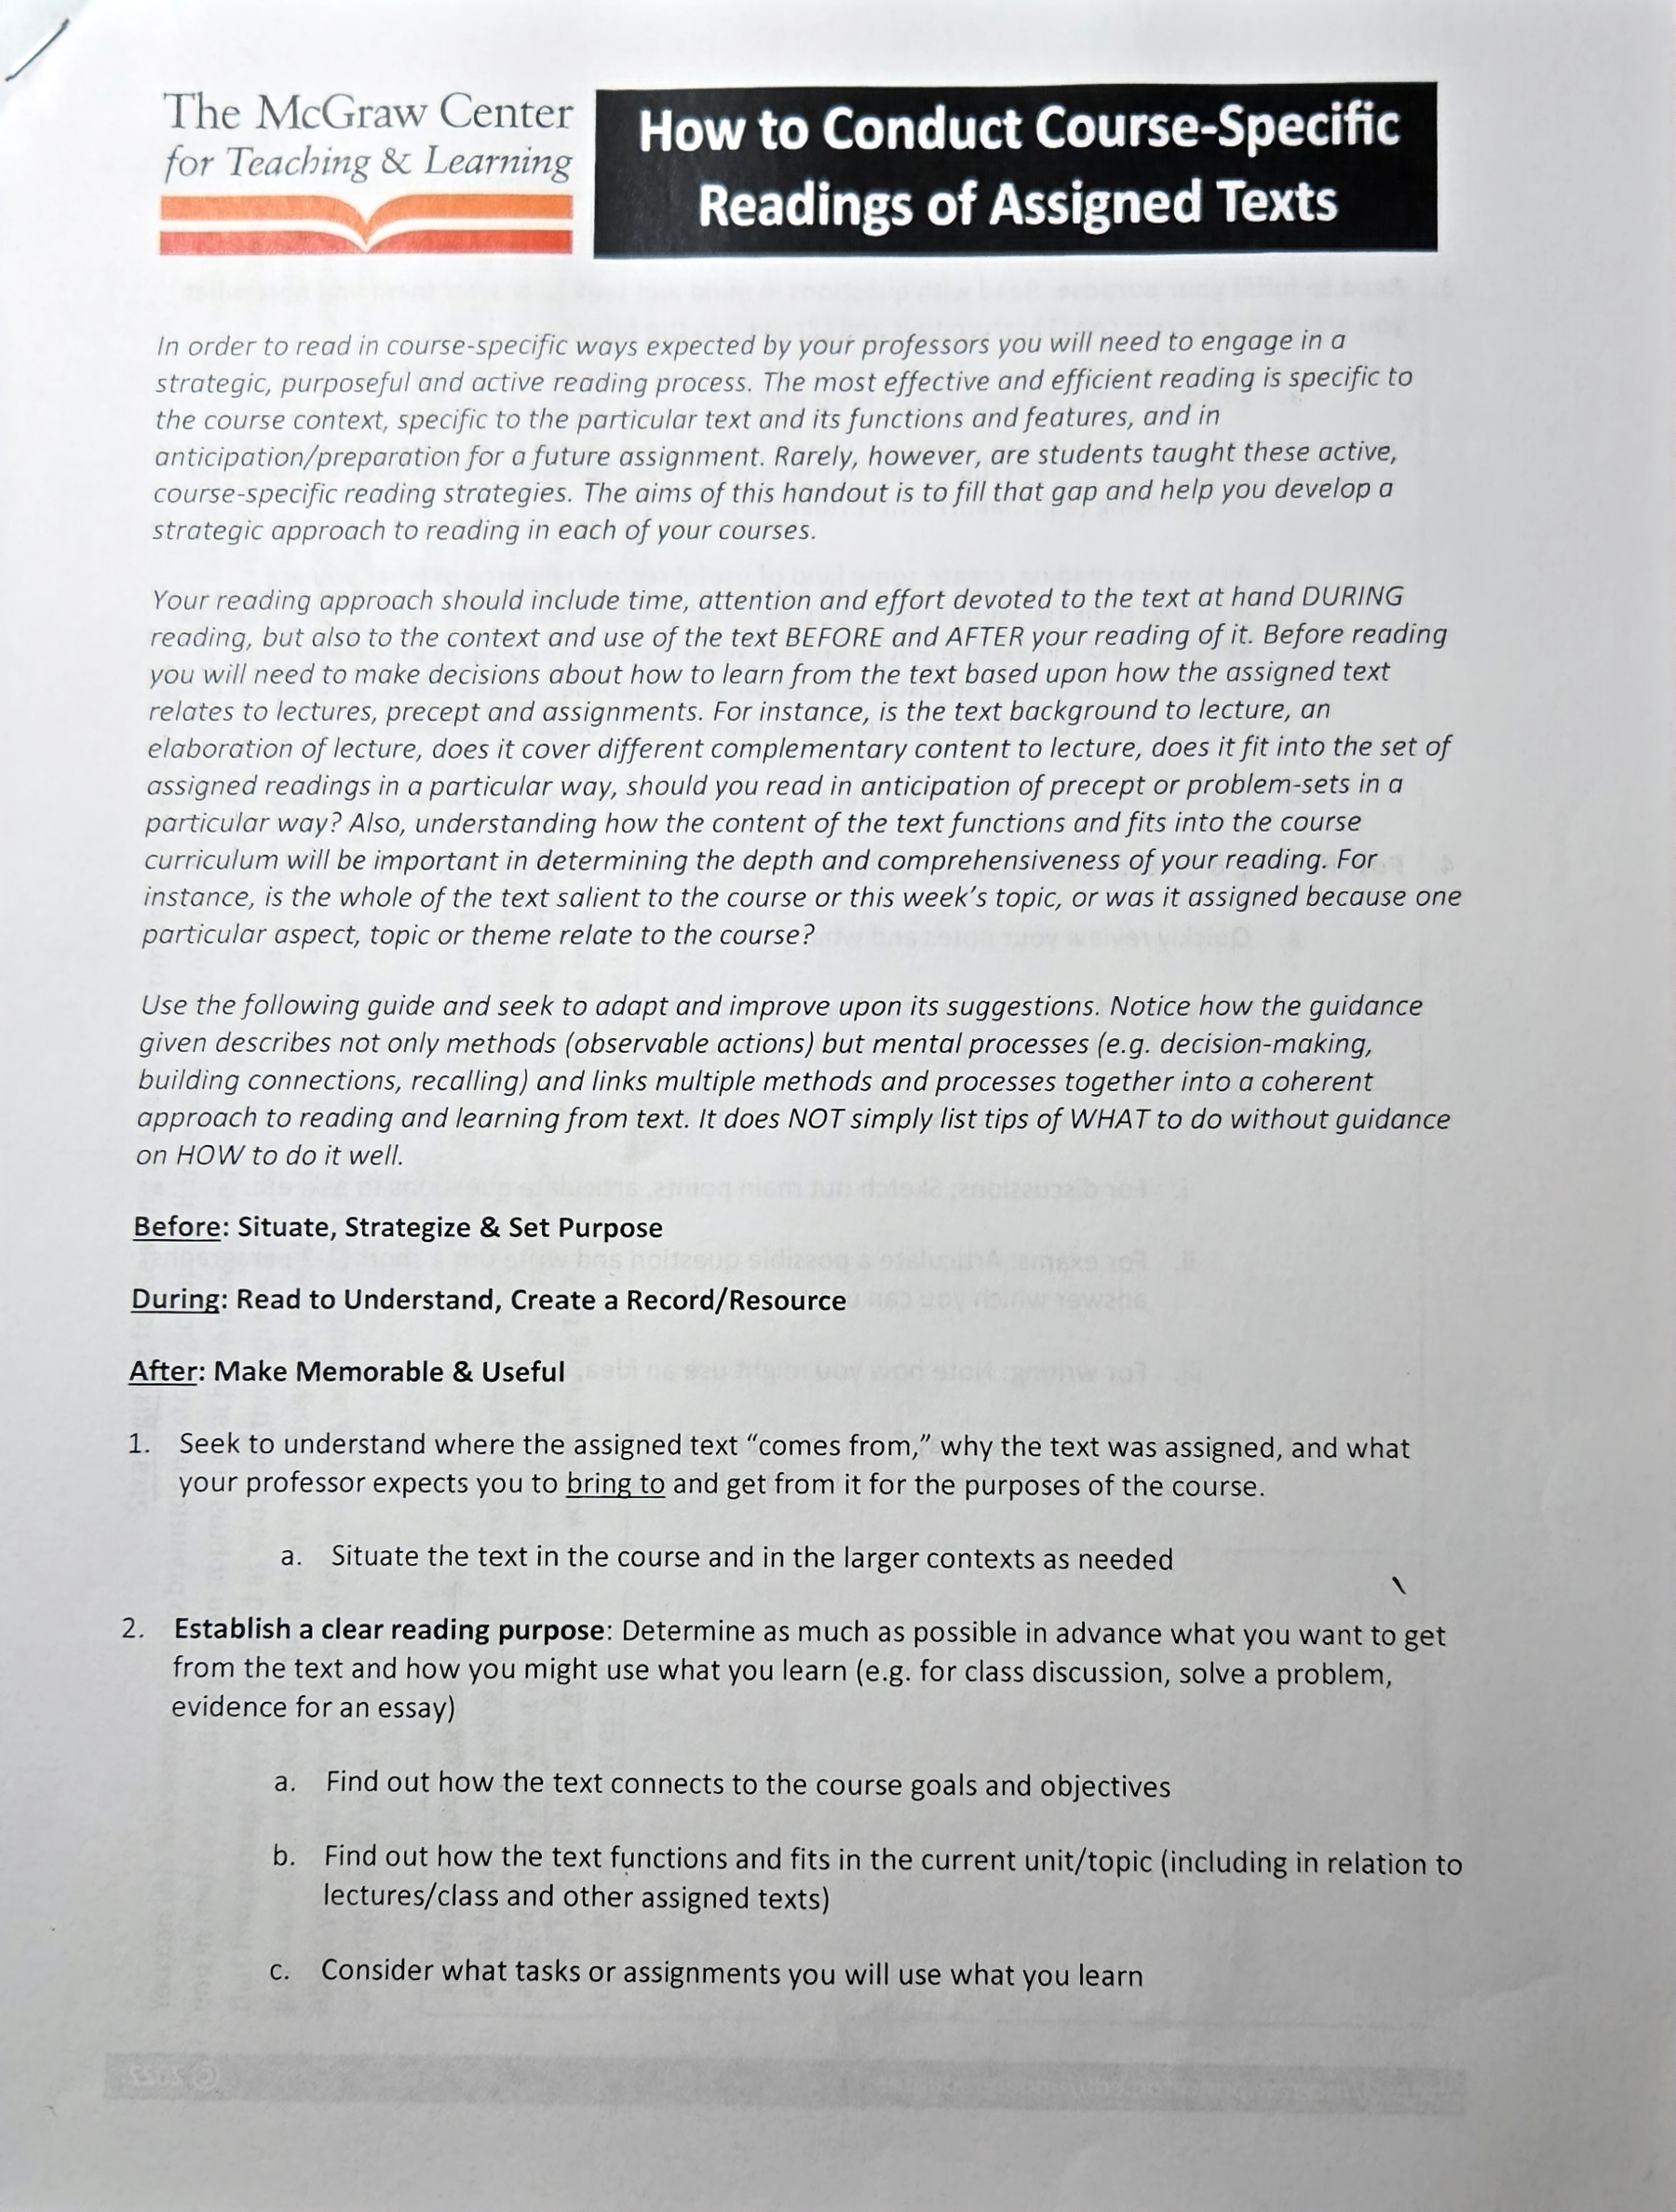 The McGraw Center
for Teaching & Learning
How to Conduct Course-Specific
Readings of Assigned Texts
In order to read in course-specific ways expected by your professors you will need to engage in a
strategic, purposeful and active reading process. The most effective and efficient reading is specific to
the course context, specific to the particular text and its functions and features, and in
anticipation/preparation for a future assignment. Rarely, however, are students taught these active,
course-specific reading strategies. The aims of this handout is to fill that gap and help you develop a
strategic approach to reading in each of your courses.
Your reading approach should include time, attention and effort devoted to the text at hand DURING
reading, but also to the context and use of the text BEFORE and AFTER your reading of it. Before reading
you will need to make decisions about how to learn from the text based upon how the assigned text
relates to lectures, precept and assignments. For instance, is the text background to lecture, an
elaboration of lecture, does it cover different complementary content to lecture, does it fit into the set of
assigned readings in a particular way, should you read in anticipation of precept or problem-sets in a
particular way? Also, understanding how the content of the text functions and fits into the course
curriculum will be important in determining the depth and comprehensiveness of your reading. For
instance, is the whole of the text salient to the course or this week's topic, or was it assigned because one
particular aspect, topic or theme relate to the course?
Use the following guide and seek to adapt and improve upon its suggestions. Notice how the guidance
given describes not only methods (observable actions) but mental processes (e.g. decision-making,
building connections, recalling) and links multiple methods and processes together into a coherent
approach to reading and learning from text. It does NOT simply list tips of WHAT to do without guidance
on HOW to do it well.
Before: Situate, Strategize & Set Purpose
During: Read to Understand, Create a Record/Resource
After: Make Memorable & Useful
1. Seek to understand where the assigned text “comes from,” why the text was assigned, and what
your professor expects you to bring to and get from it for the purposes of the course.
a. Situate the text in the course and in the larger contexts as needed
2. Establish a clear reading purpose: Determine as much as possible in advance what you want to get
from the text and how you might use what you learn (e.g. for class discussion, solve a problem,
evidence for an essay)
a. Find out how the text connects to the course goals and objectives
b. Find out how the text functions and fits in the current unit/topic (including in relation to
lectures/class and other assigned texts)
c. Consider what tasks or assignments you will use what you learn